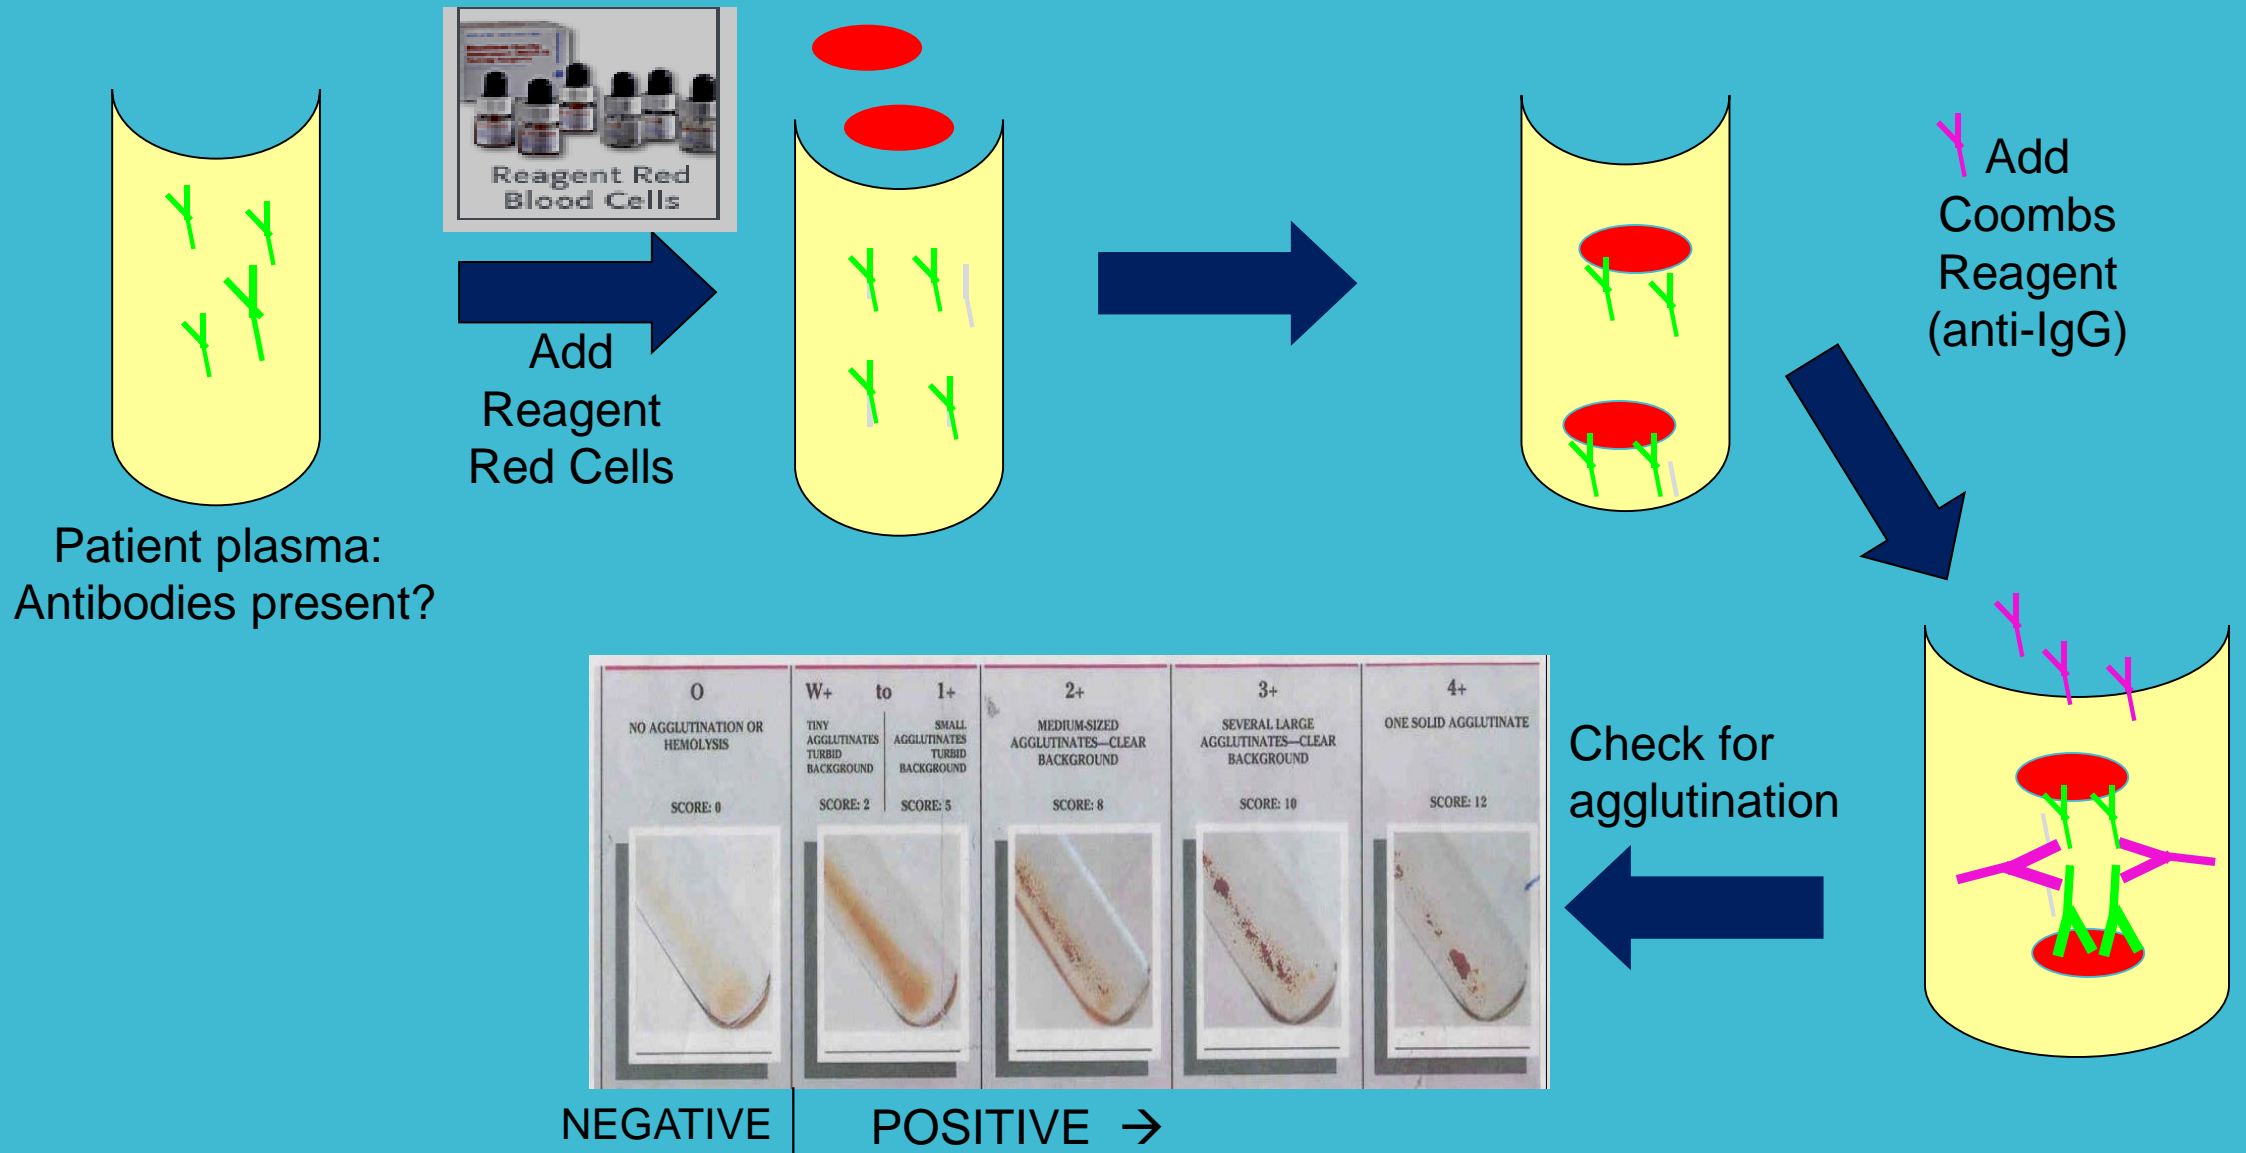 Reagent Red
Blood Cells
Add
Reagent
Red Cells
Patient plasma:
Antibodies present?
Add
Coombs
Reagent
(anti-IgG)
Check for
agglutination
O
NO AGGLUTINATION OR
HEMOLYSIS
SCORE: 0
W+ to 1+
TINY
AGGLUTINATES
TURBID
BACKGROUND
SCORE: 2
SMALL
AGGLUTINATES
TURBID
BACKGROUND
SCORE: 5
2+
MEDIUM-SIZED
AGGLUTINATES—CLEAR
BACKGROUND
SCORE: 8
3+
SEVERAL LARGE
AGGLUTINATES—CLEAR
BACKGROUND
SCORE: 10
4+
ONE SOLID AGGLUTINATE
SCORE: 12
NEGATIVE
POSITIVE →